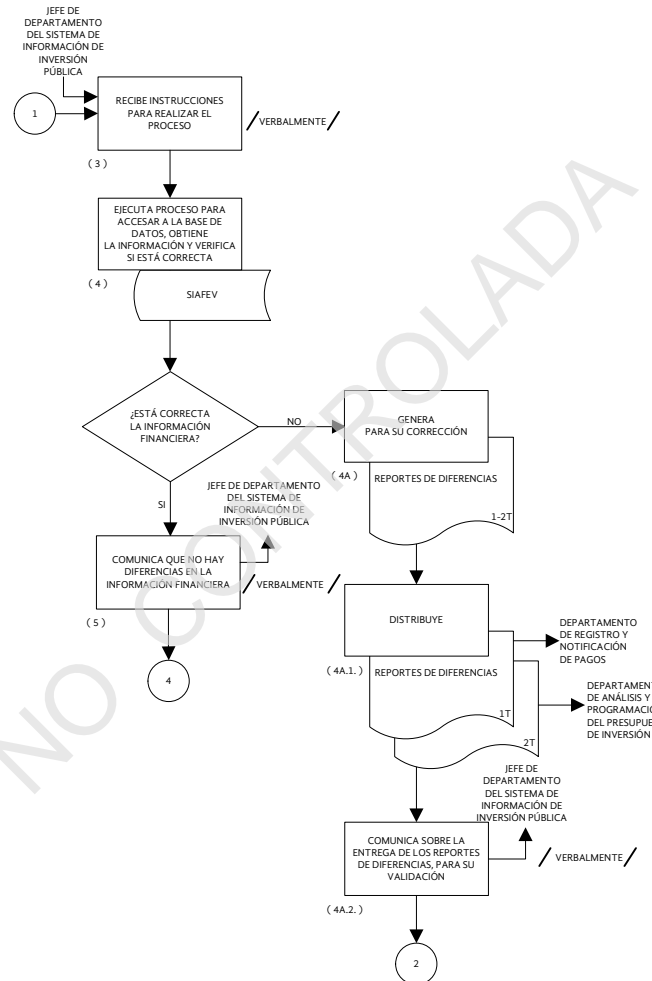 JEFE DE
DEPARTAMENTO
DEL SISTEMA DE
INFORMACIÓN DE
INVERSIÓN
PÚBLICA
1
RECIBE INSTRUCCIONES
PARA REALIZAR EL
PROCESO
VERBALMENTE
( 3 )
EJECUTA PROCESO PARA
ACCESAR A LA BASE DE
DATOS, OBTIENE
LA INFORMACIÓN Y VERIFICA
SI ESTÁ CORRECTA
( 4 )
SIAFEV
¿ESTÁ CORRECTA
LA INFORMACIÓN
FINANCIERA?
NO
GENERA
PARA SU CORRECCIÓN
( 4A )
REPORTES DE DIFERENCIAS
1-2T
SI
JEFE DE DEPARTAMENTO
DEL SISTEMA DE
INFORMACIÓN DE
INVERSIÓN PÚBLICA
COMUNICA QUE NO HAY
DIFERENCIAS EN LA
INFORMACIÓN FINANCIERA
VERBALMENTE
( 5 )
4
DISTRIBUYE
( 4A.1. )
REPORTES DE DIFERENCIAS
1T
2T
DEPARTAMENTO
DE REGISTRO Y
NOTIFICACIÓN
DE PAGOS
DEPARTAMENT
DE ANÁLISIS Y
PROGRAMACIÓ
DEL PRESUPUE
DE INVERSIÓN
JEFE DE
DEPARTAMENTO
DEL SISTEMA DE
INFORMACIÓN DE
INVERSIÓN PÚBLICA
COMUNICA SOBRE LA
ENTREGA DE LOS REPORTES
DE DIFERENCIAS, PARA SU
VALIDACIÓN
VERBALMENTE
( 4A.2. )
2
NO CONTROLADA